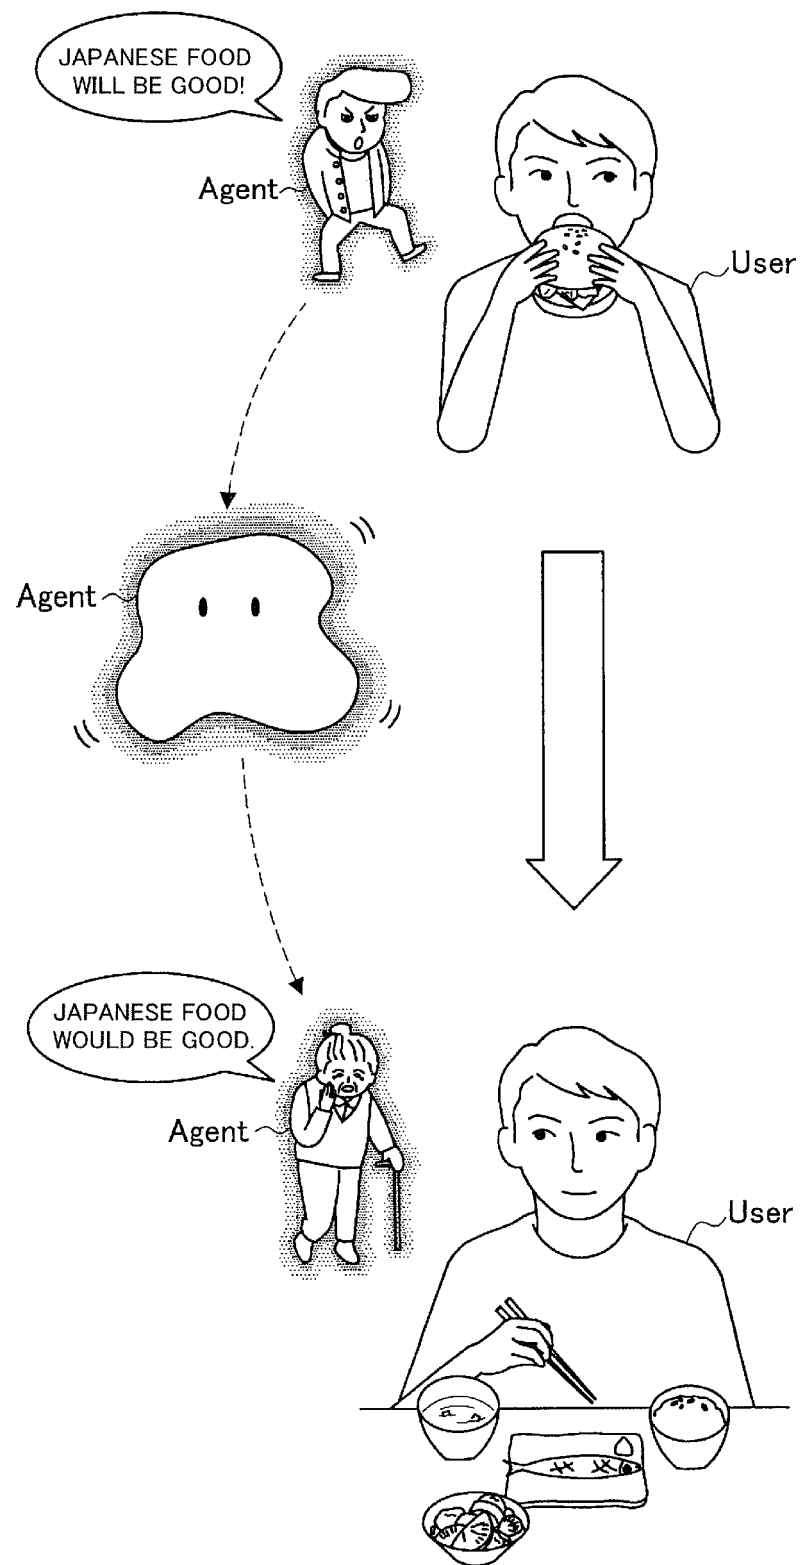 JAPANESE FOOD
WILL BE GOOD!
Agent
User
Agent
JAPANESE FOOD
WOULD BE GOOD.
Agent
User